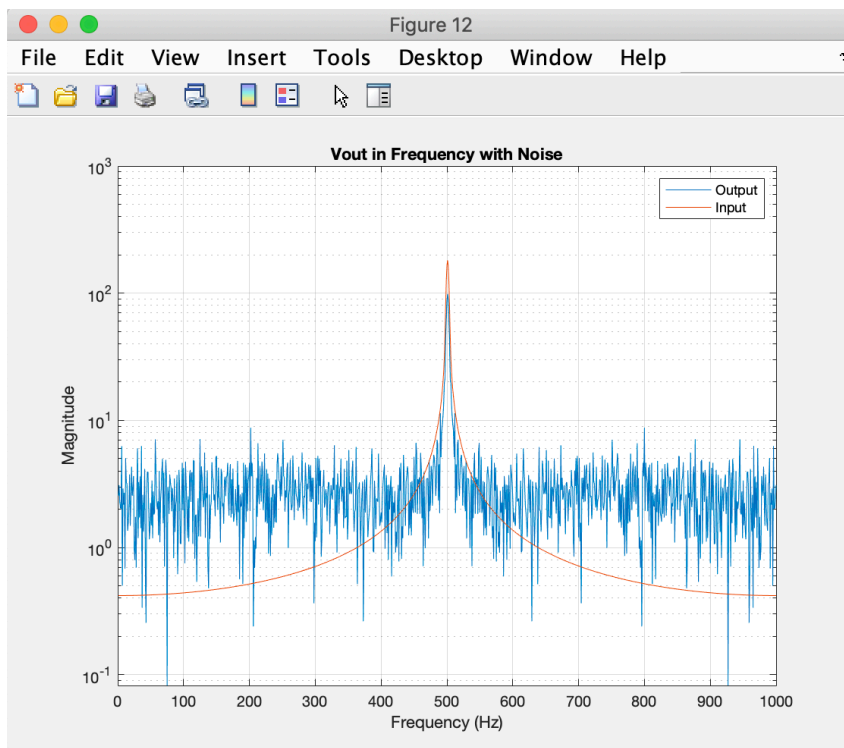 Figure 12
File Edit View Insert Tools Desktop Window Help
Vout in Frequency with Noise
Output
Input
10^3
10^2
10^1
10^0
10^-1
Magnitude
0 100 200 300 400 500 600 700 800 900 1000
Frequency (Hz)